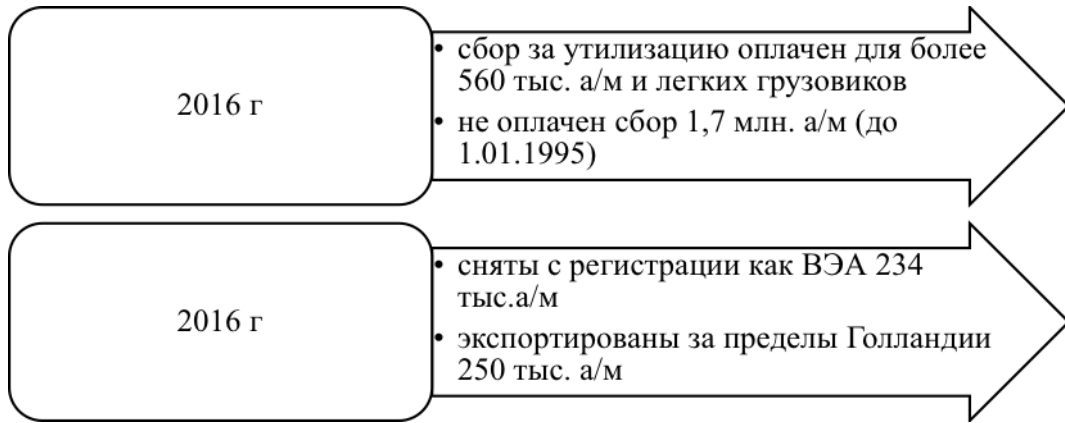 2016 г
• сбор за утилизацию оплачен для более
560 тыс. а/м и легких грузовиков
• не оплачен сбор 1,7 млн. а/м (до
1.01.1995)
2016 г
• сняты с регистрации как ВЭА 234
тыс.а/м
• экспортированы за пределы Голландии
250 тыс. а/м